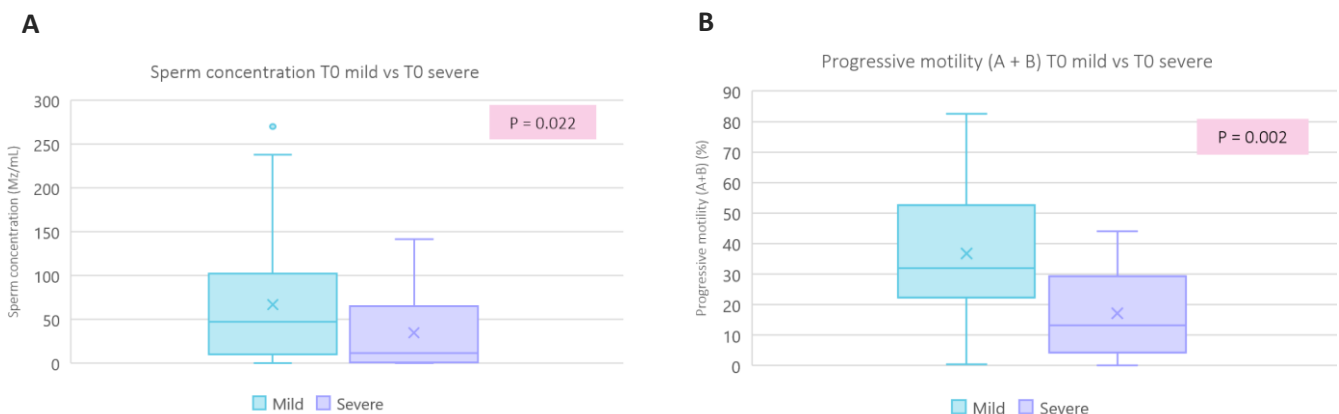 A
Sperm concentration T0 mild vs T0 severe
P = 0.022
Sperm concentration (Mz/mL)
300
250
200
150
100
50
0
Mild Severe
B
Progressive motility (A + B) T0 mild vs T0 severe
P = 0.002
Progressive motility (A+B) (%)
90
80
70
60
50
40
30
20
10
0
Mild Severe